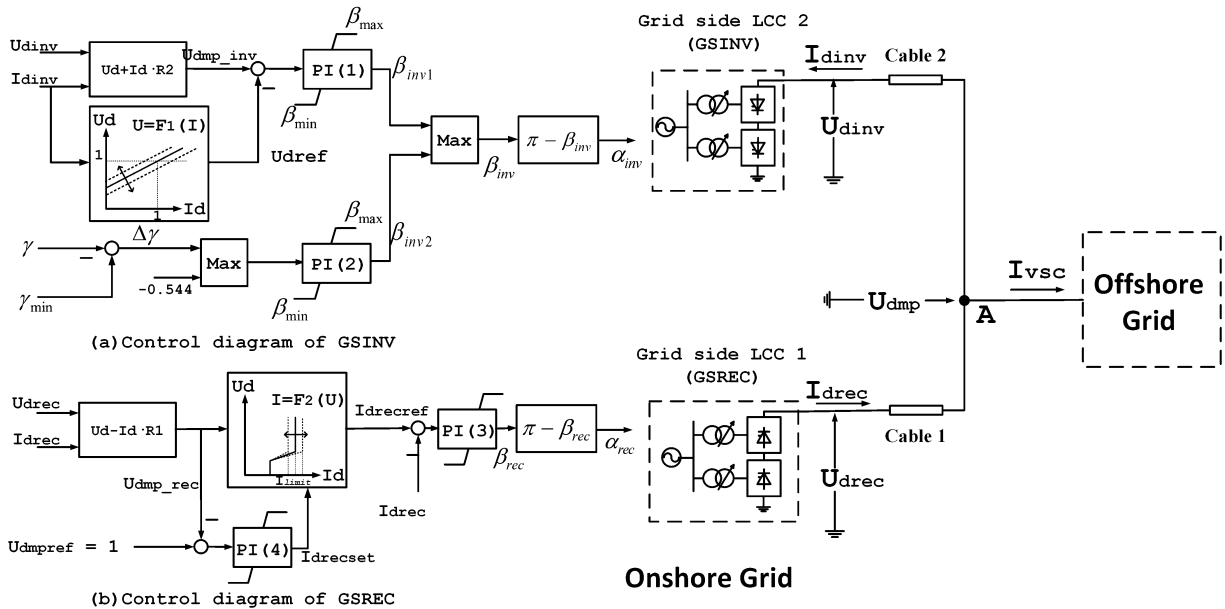 Udinv
Idinv
Ud+Id·R2
Udmp_inv
−
PI(1)
βmax
βmin
βinv1
Ud
U=F1(I)
1
1
Id
Udref
Max
βinv
π − βinv
αinv
γ
−
Δγ
γmin
-0.544
Max
PI(2)
βmax
βmin
βinv2
(a)Control diagram of GSINV
Udrec
Idrec
Ud-Id·R1
Udmp_rec
Ud
I=F2(U)
Ilimit
Id
Idrecref
−
Idrec
PI(3)
βrec
π − βrec
αrec
Udmpref = 1
−
PI(4)
Idrecset
(b)Control diagram of GSREC
Grid side LCC 2
(GSINV)
Idinv
Cable 2
Udinv
Udmp
A
Ivsc
Offshore
Grid
Grid side LCC 1
(GSREC)
Idrec
Cable 1
Udrec
Onshore Grid